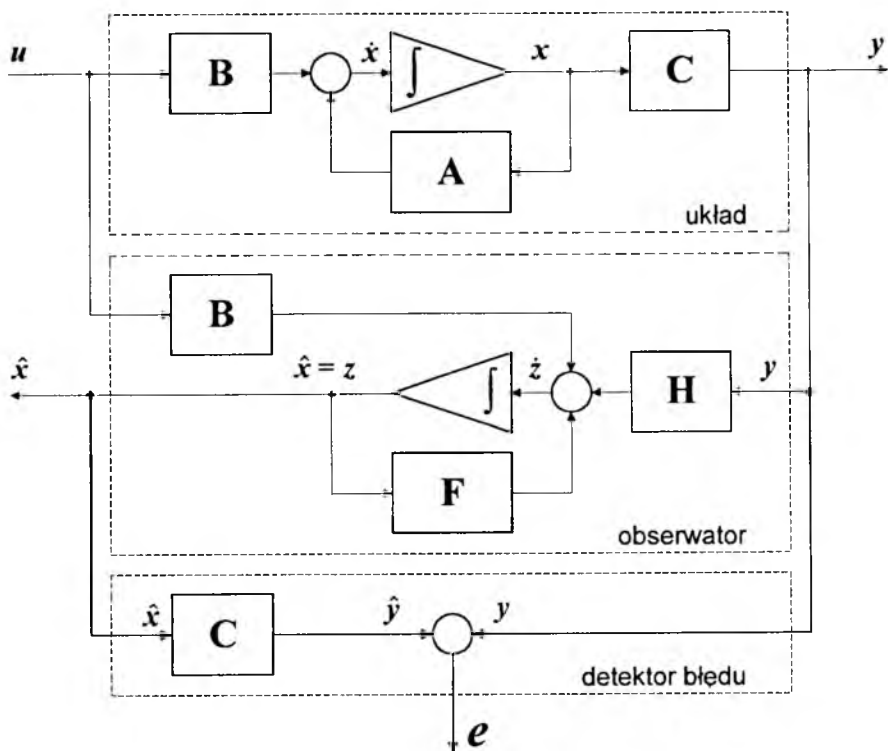 u
B
ẋ
∫
x
C
y
A
układ
B
x̂
x̂ = z
∫
ż
H
y
F
obserwator
x̂
C
ŷ
y
detektor błędu
e